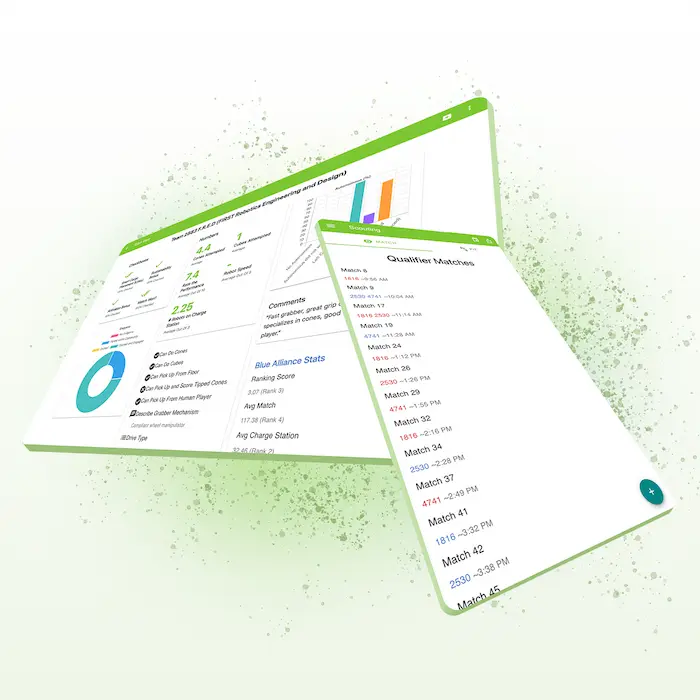 Team 2883 F.R.E.D (FIRST Robotics Engineering and Design)
Checkboxes
Numbers
4.4
Cones Attempted
1
Cubes Attempted
7.4
Rate the Performance
-
Robot Speed
2.25
# Robots on Charge Station
Autonomous (%)
Comments
"Fast grabber, great grip
specializes in cones, good
player."
Can Do Cones
Can Do Cubes
Can Pick Up From Floor
Can Pick Up and Score Tipped Cones
Can Pick Up From Human Player
Describe Grabber Mechanism
Compliant wheel manipulator
Drive Type
Blue Alliance Stats
Ranking Score
3.07 (Rank 3)
Avg Match
117.38 (Rank 4)
Avg Charge Station
32.46 (Rank 2)
Scouting
MATCH
PIT
Qualifier Matches
Match 8
1816 ~9:56 AM
Match 9
2530 4741 ~10:04 AM
Match 17
1816 2530 ~11:14 AM
Match 19
4741 ~11:28 AM
Match 24
1816 ~1:12 PM
Match 26
2530 ~1:26 PM
Match 29
4741 ~1:55 PM
Match 32
1816 ~2:16 PM
Match 34
2530 ~2:28 PM
Match 37
4741 ~2:49 PM
Match 41
1816 ~3:32 PM
Match 42
2530 ~3:38 PM
Match 45
+